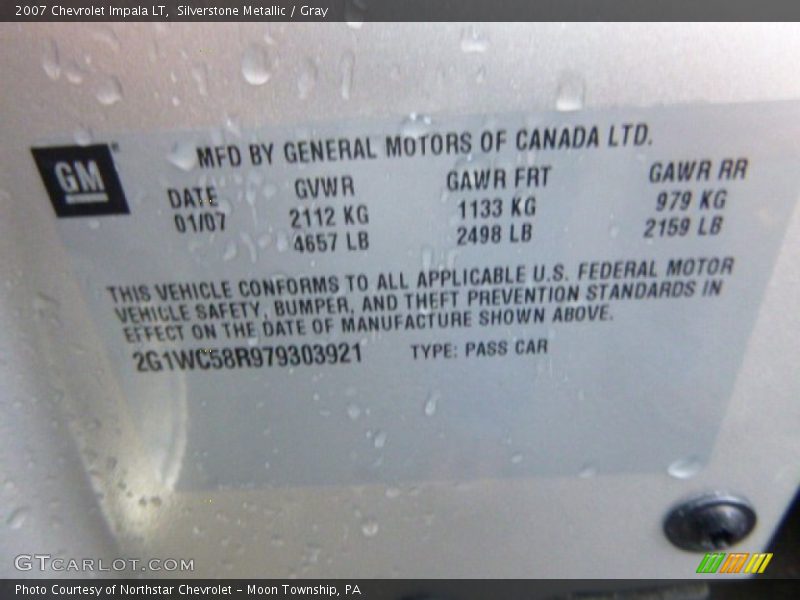 2007 Chevrolet Impala LT, Silverstone Metallic / Gray
GM
MFD BY GENERAL MOTORS OF CANADA LTD.
DATE GVWR GAWR FRT GAWR RR
01/07 2112 KG 1133 KG 979 KG
4657 LB 2498 LB 2159 LB
THIS VEHICLE CONFORMS TO ALL APPLICABLE U.S. FEDERAL MOTOR
VEHICLE SAFETY, BUMPER, AND THEFT PREVENTION STANDARDS IN
EFFECT ON THE DATE OF MANUFACTURE SHOWN ABOVE.
2G1WC58R979303921 TYPE: PASS CAR
GTCARLOT.COM
Photo Courtesy of Northstar Chevrolet - Moon Township, PA